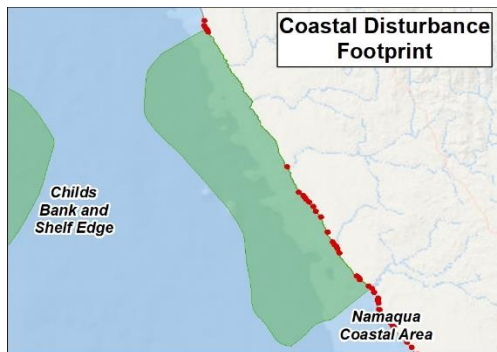 Coastal Disturbance
Footprint
Childs
Bank and
Shelf Edge
Namaqua
Coastal Area